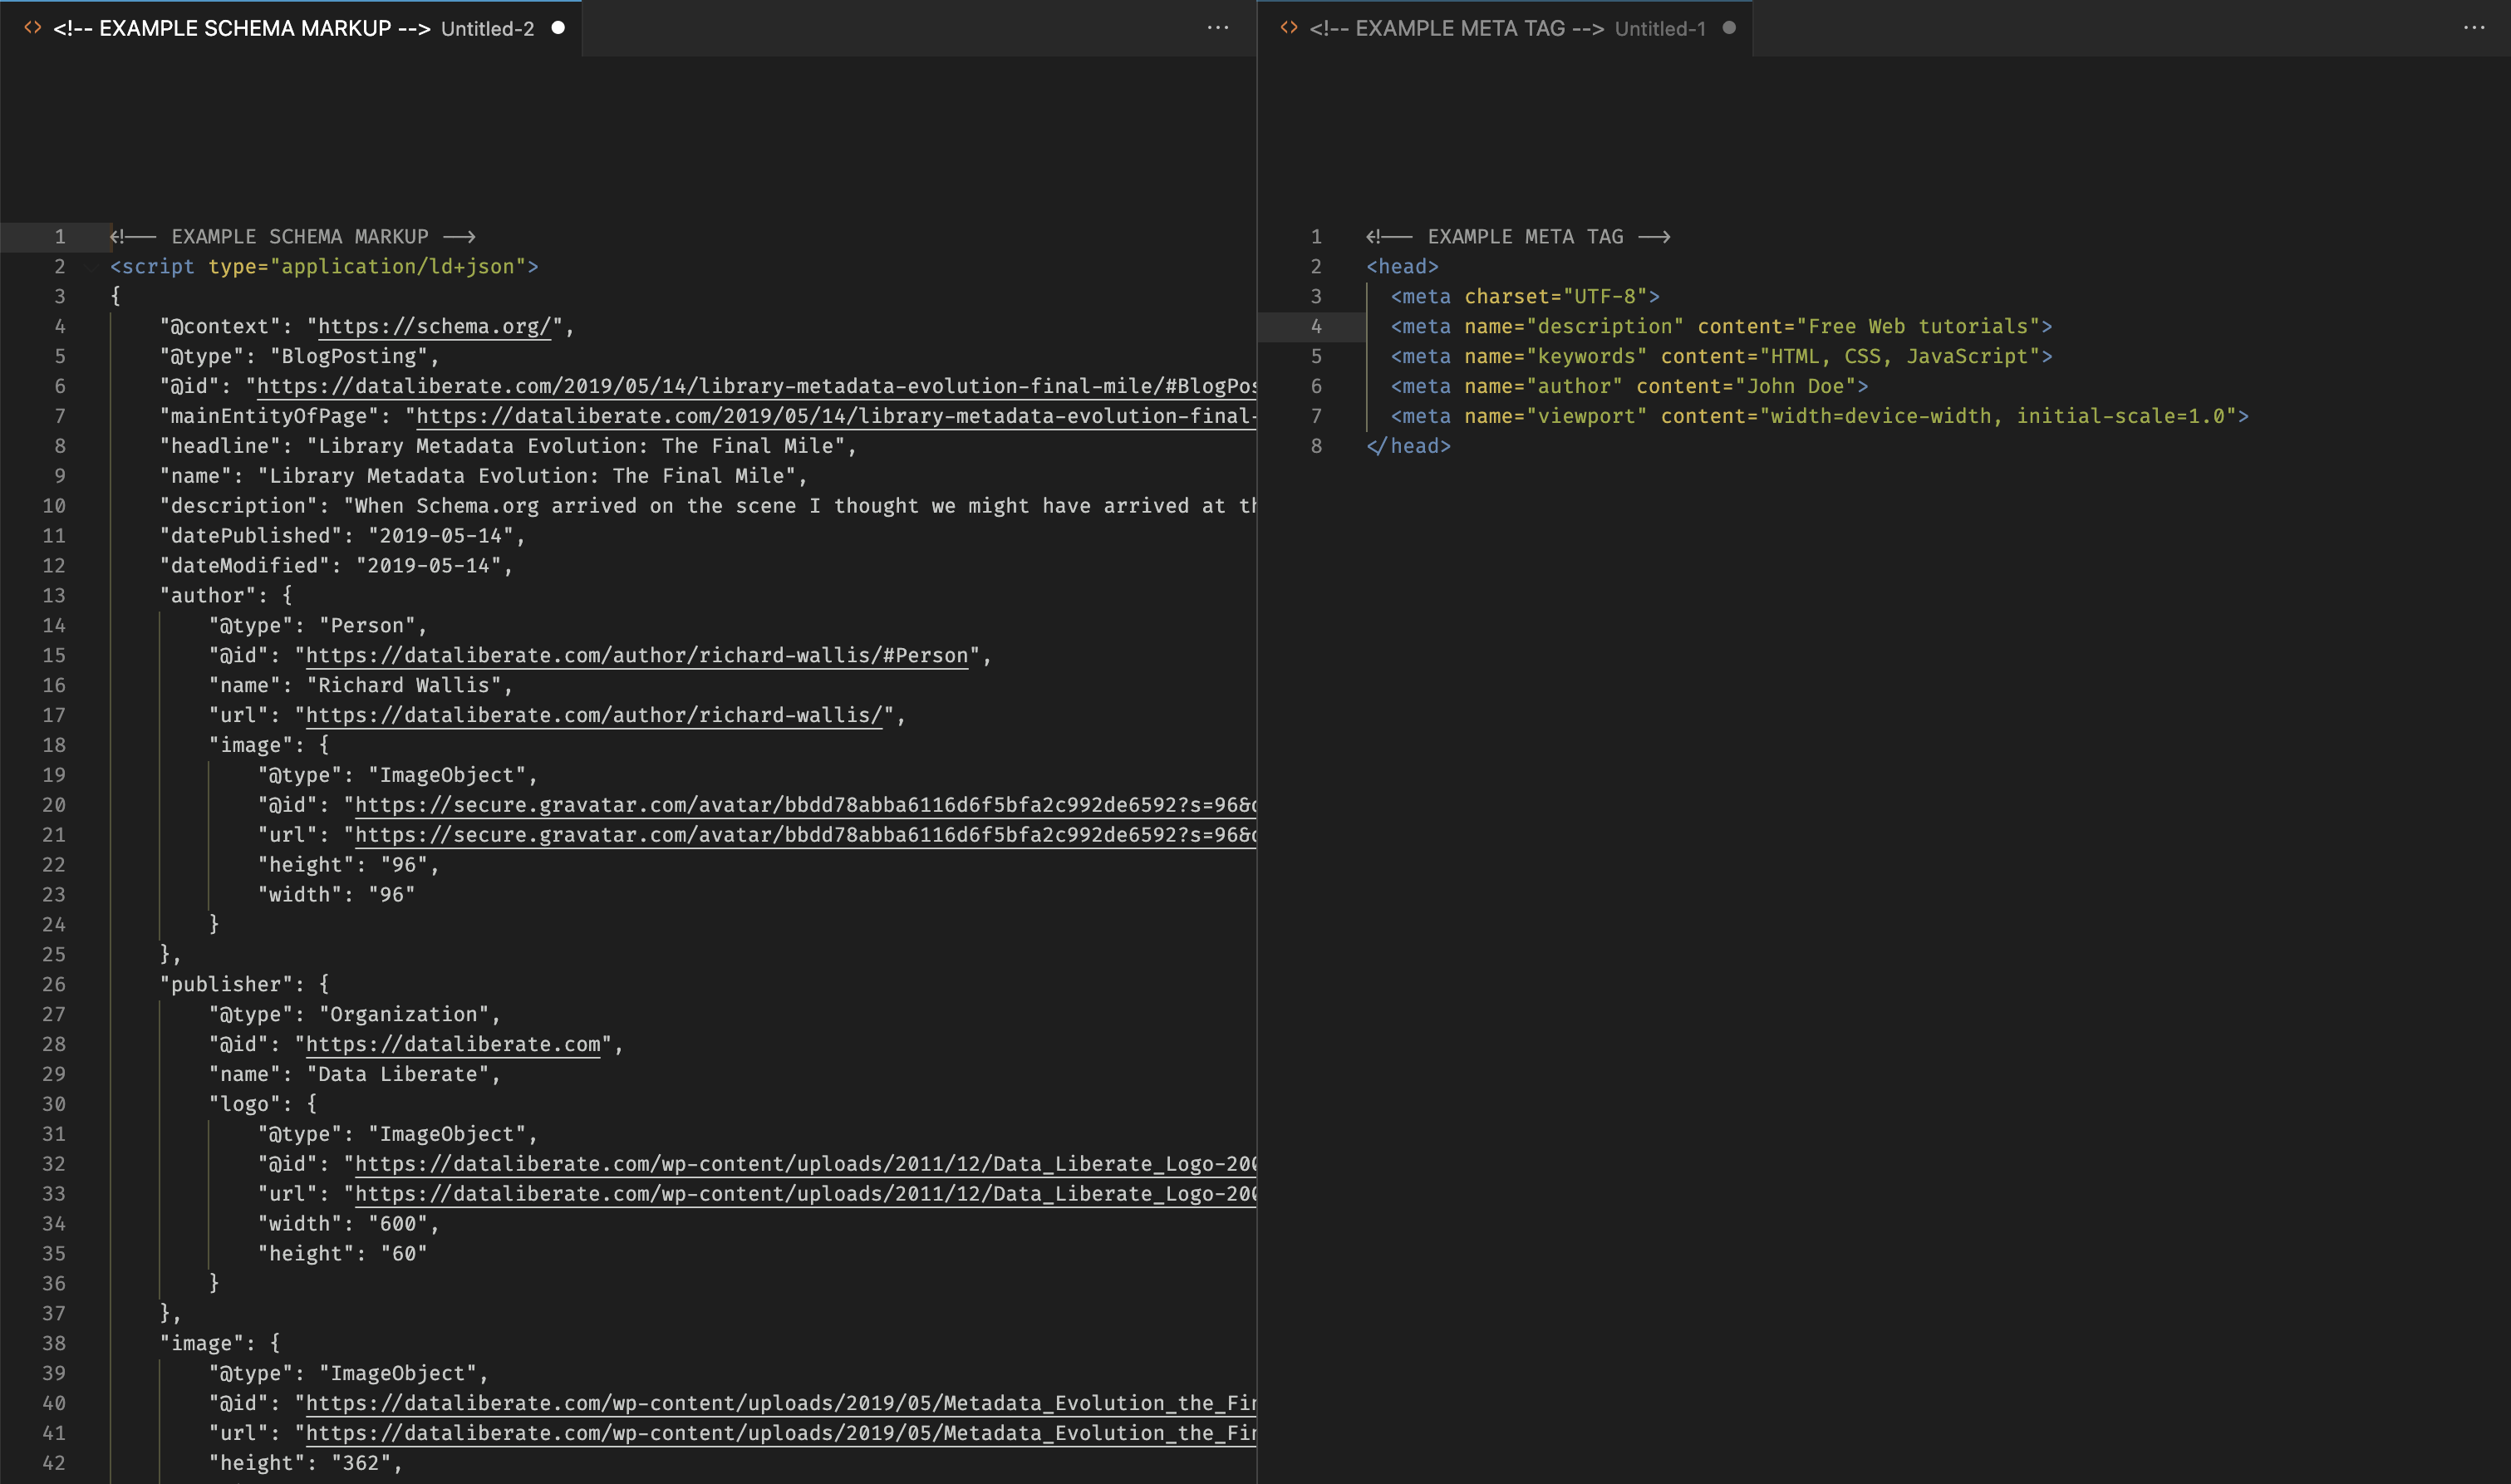 <!-- EXAMPLE SCHEMA MARKUP --> Untitled-2
1 <!-- EXAMPLE SCHEMA MARKUP -->
2 <script type="application/ld+json">
3 {
4 "@context": "https://schema.org/",
5 "@type": "BlogPosting",
6 "@id": "https://dataliberate.com/2019/05/14/library-metadata-evolution-final-mile/#BlogPos
7 "mainEntityOfPage": "https://dataliberate.com/2019/05/14/library-metadata-evolution-final-
8 "headline": "Library Metadata Evolution: The Final Mile",
9 "name": "Library Metadata Evolution: The Final Mile",
10 "description": "When Schema.org arrived on the scene I thought we might have arrived at th
11 "datePublished": "2019-05-14",
12 "dateModified": "2019-05-14",
13 "author": {
14 "@type": "Person",
15 "@id": "https://dataliberate.com/author/richard-wallis/#Person",
16 "name": "Richard Wallis",
17 "url": "https://dataliberate.com/author/richard-wallis/",
18 "image": {
19 "@type": "ImageObject",
20 "@id": "https://secure.gravatar.com/avatar/bbdd78abba6116d6f5bfa2c992de6592?s=96&d
21 "url": "https://secure.gravatar.com/avatar/bbdd78abba6116d6f5bfa2c992de6592?s=96&d
22 "height": "96",
23 "width": "96"
24 }
25 },
26 "publisher": {
27 "@type": "Organization",
28 "@id": "https://dataliberate.com",
29 "name": "Data Liberate",
30 "logo": {
31 "@type": "ImageObject",
32 "@id": "https://dataliberate.com/wp-content/uploads/2011/12/Data_Liberate_Logo-200
33 "url": "https://dataliberate.com/wp-content/uploads/2011/12/Data_Liberate_Logo-200
34 "width": "600",
35 "height": "60"
36 }
37 },
38 "image": {
39 "@type": "ImageObject",
40 "@id": "https://dataliberate.com/wp-content/uploads/2019/05/Metadata_Evolution_the_Fin
41 "url": "https://dataliberate.com/wp-content/uploads/2019/05/Metadata_Evolution_the_Fin
42 "height": "362",
<!-- EXAMPLE META TAG --> Untitled-1
1 <!-- EXAMPLE META TAG -->
2 <head>
3 <meta charset="UTF-8">
4 <meta name="description" content="Free Web tutorials">
5 <meta name="keywords" content="HTML, CSS, JavaScript">
6 <meta name="author" content="John Doe">
7 <meta name="viewport" content="width=device-width, initial-scale=1.0">
8 </head>